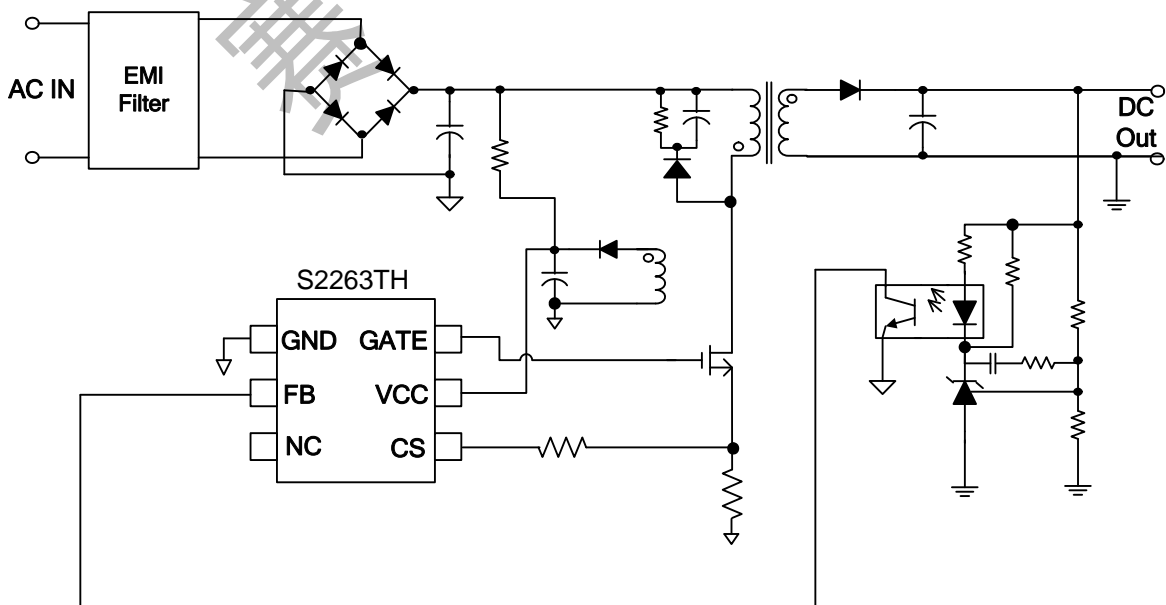 AC IN
EMI
Filter
DC
Out
S2263TH
GND
GATE
FB
VCC
NC
CS